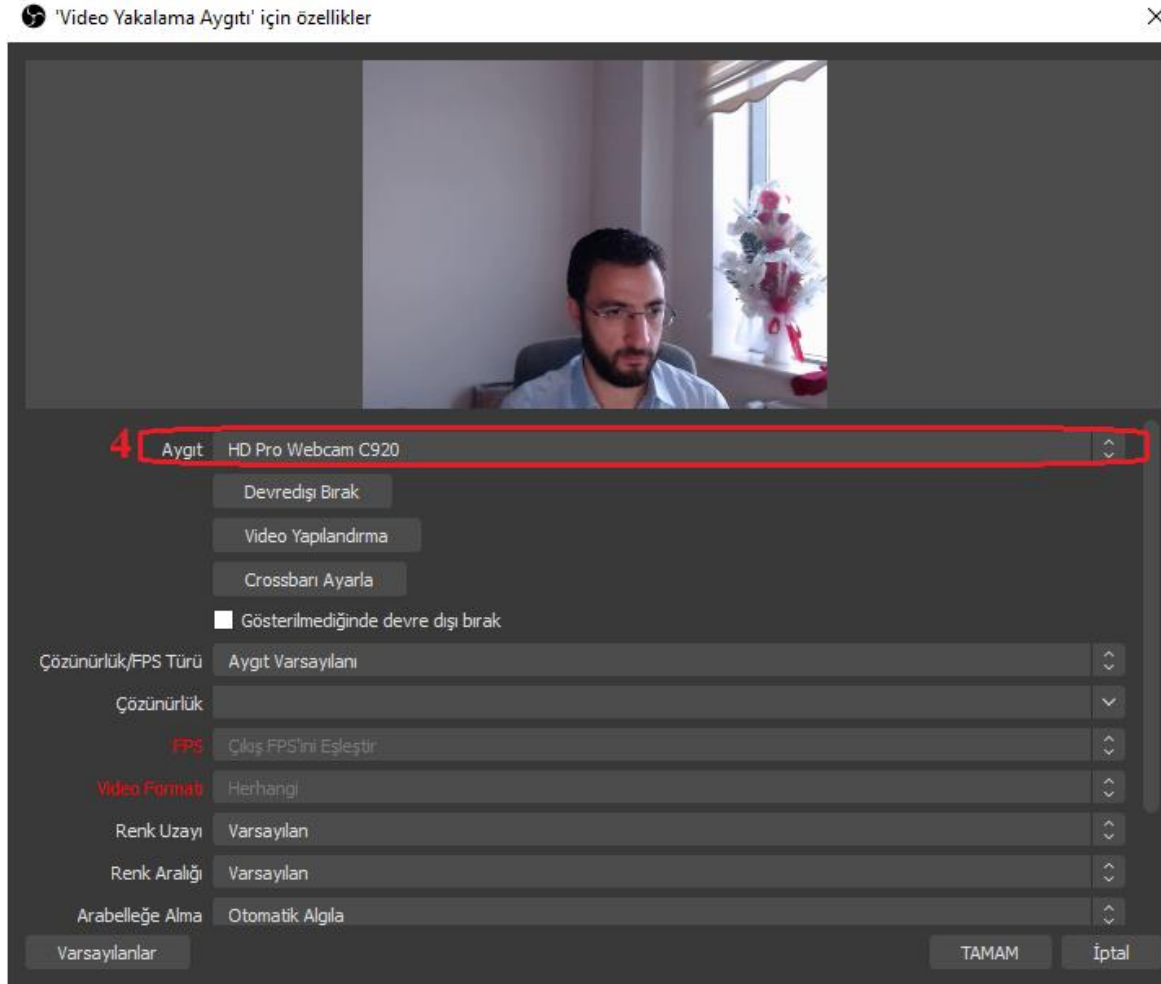 'Video Yakalama Aygıtı' için özellikler
4 Aygıt HD Pro Webcam C920
Devredışı Bırak
Video Yapılandırma
Crossbarı Ayarla
Gösterilmediğinde devre dışı bırak
Çözünürlük/FPS Türü Aygıt Varsayılanı
Çözünürlük
FPS Çıkış FPS'ini Eşleştir
Video Formatı Herhangi
Renk Uzayı Varsayılan
Renk Aralığı Varsayılan
Arabelleğe Alma Otomatik Algıla
Varsayılanlar TAMAM İptal